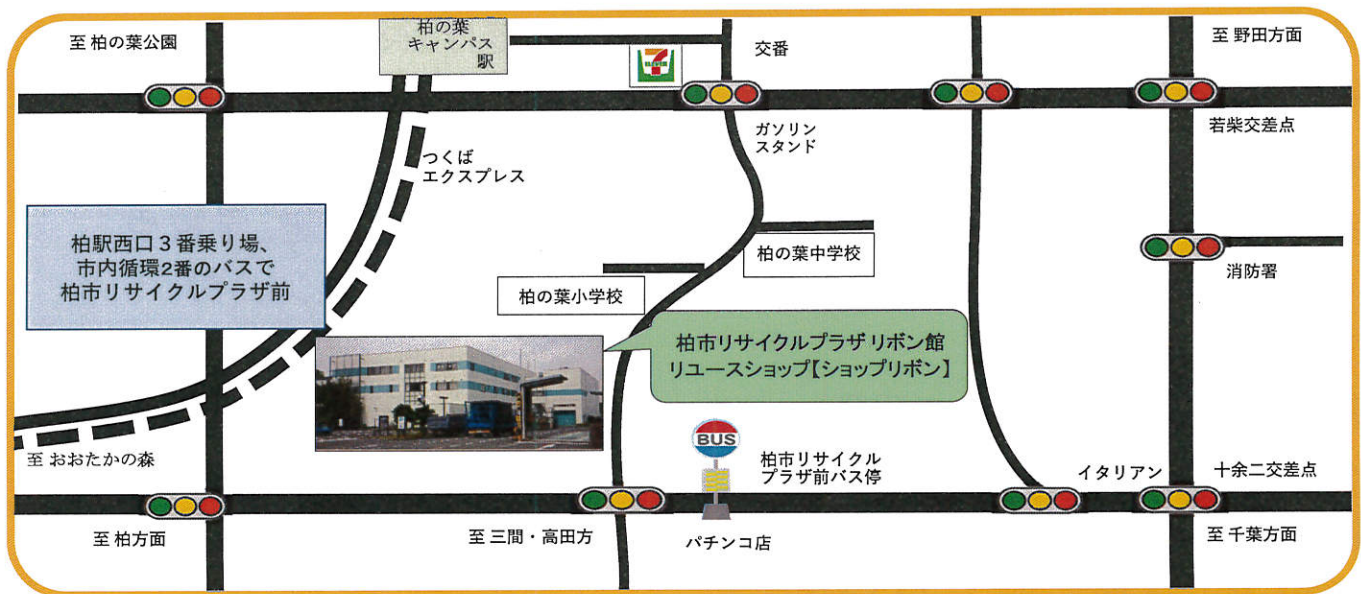 至 柏の葉公園
柏の葉
キャンパス
駅
7
ELEVEN
交番
至 野田方面
ガソリン
スタンド
若柴交差点
つくば
エクスプレス
柏駅西口３番乗り場、
市内循環2番のバスで
柏市リサイクルプラザ前
柏の葉中学校
消防署
柏の葉小学校
柏市リサイクルプラザ リボン館
リユースショップ【ショップリボン】
至 おおたかの森
BUS
柏市リサイクル
プラザ前バス停
イタリアン
十余二交差点
至 柏方面
至 三間・高田方
パチンコ店
至 千葉方面